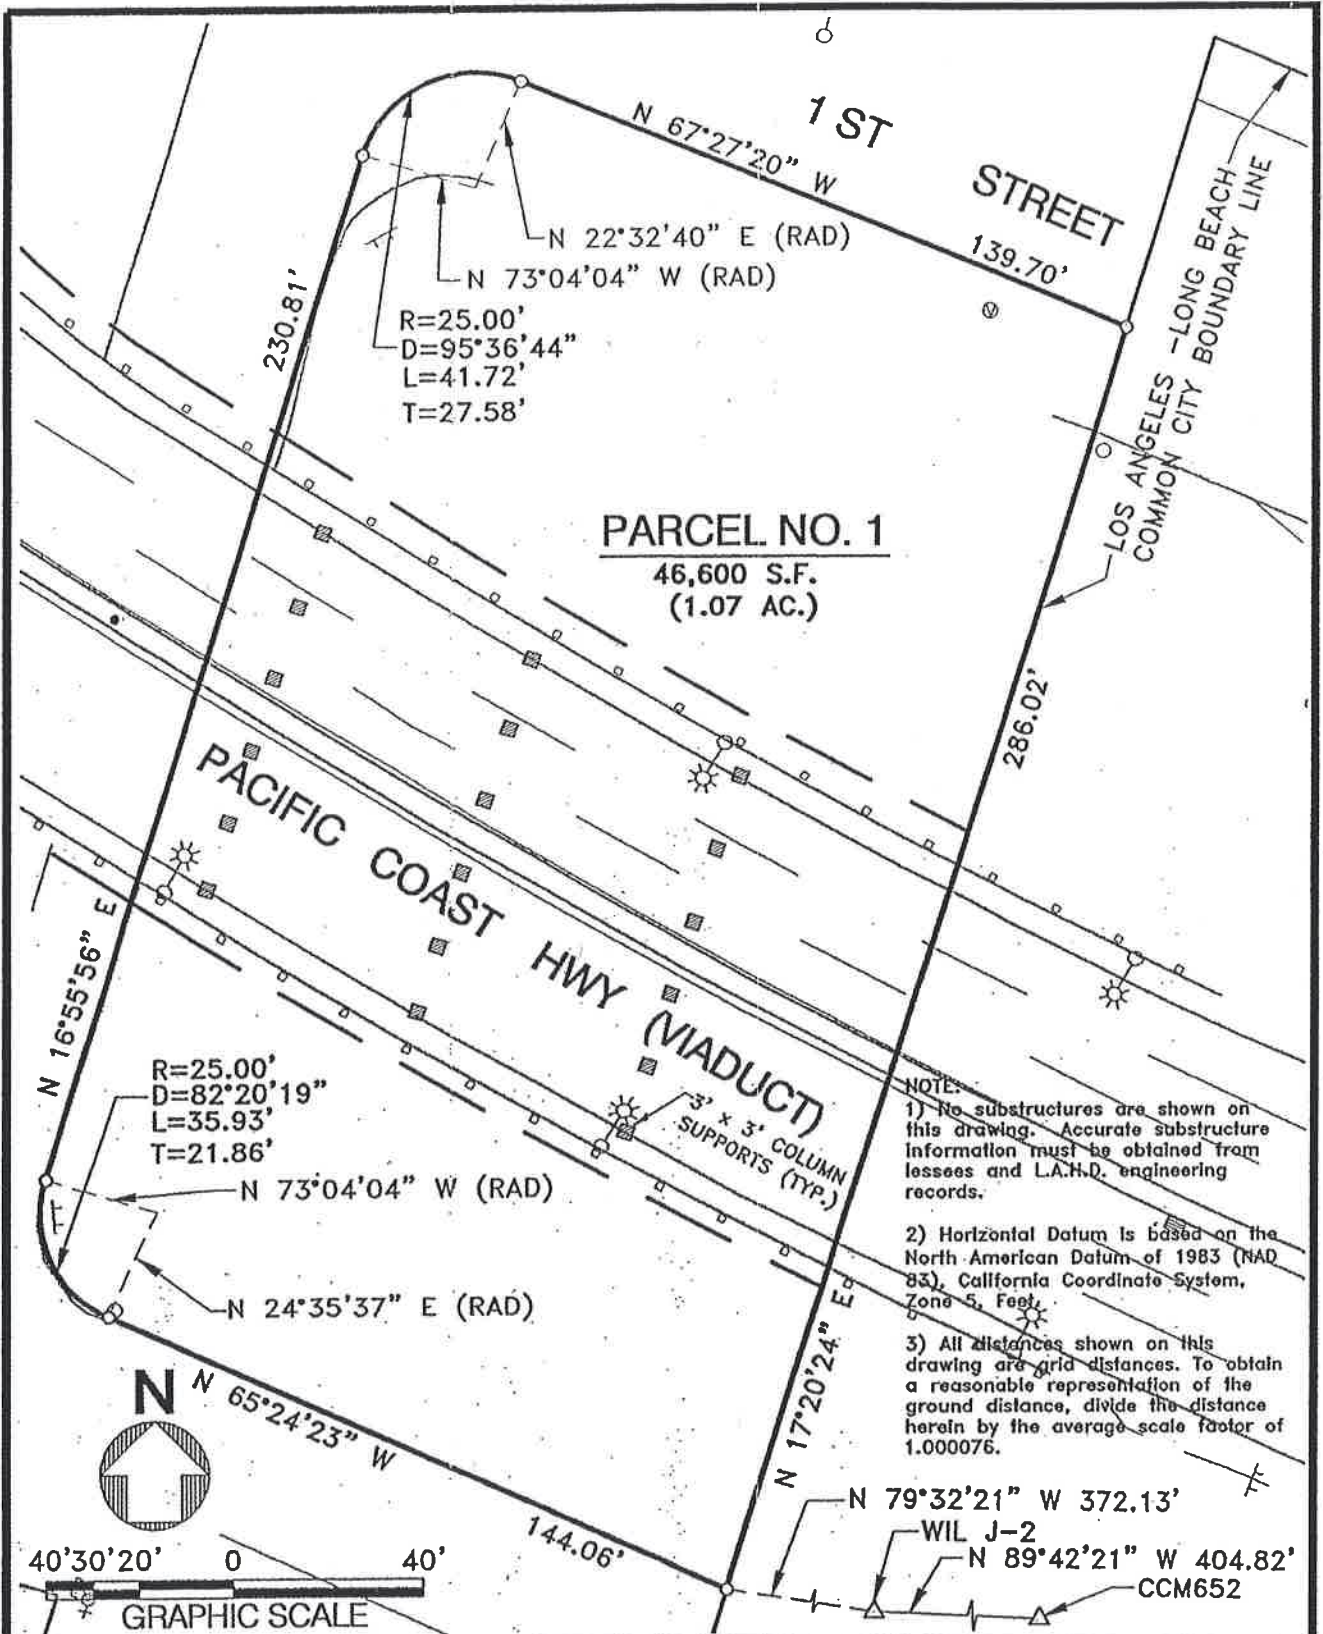 1 ST
STREET
N 67°27'20" W
139.70'
LOS ANGELES -LONG BEACH
COMMON CITY BOUNDARY LINE
N 22°32'40" E (RAD)
N 73°04'04" W (RAD)
230.81'
R=25.00'
D=95°36'44"
L=41.72'
T=27.58'
PARCEL NO. 1
46,600 S.F.
(1.07 AC.)
286.02'
PACIFIC COAST HWY (VIADUCT)
N 16°55'56" E
3' x 3' COLUMN
SUPPORTS (TYP.)
R=25.00'
D=82°20'19"
L=35.93'
T=21.86'
N 73°04'04" W (RAD)
N 24°35'37" E (RAD)
NOTE:
1) No substructures are shown on
this drawing. Accurate substructure
information must be obtained from
lessees and L.A.H.D. engineering
records.
2) Horizontal Datum is based on the
North American Datum of 1983 (NAD
83), California Coordinate System,
Zone 5, Feet.
3) All distances shown on this
drawing are grid distances. To obtain
a reasonable representation of the
ground distance, divide the distance
herein by the average scale factor of
1.000076.
N 17°20'24" E
N
N 65°24'23" W
144.06'
N 79°32'21" W 372.13'
WIL J-2
N 89°42'21" W 404.82'
CCM652
40'30'20' 0 40'
GRAPHIC SCALE